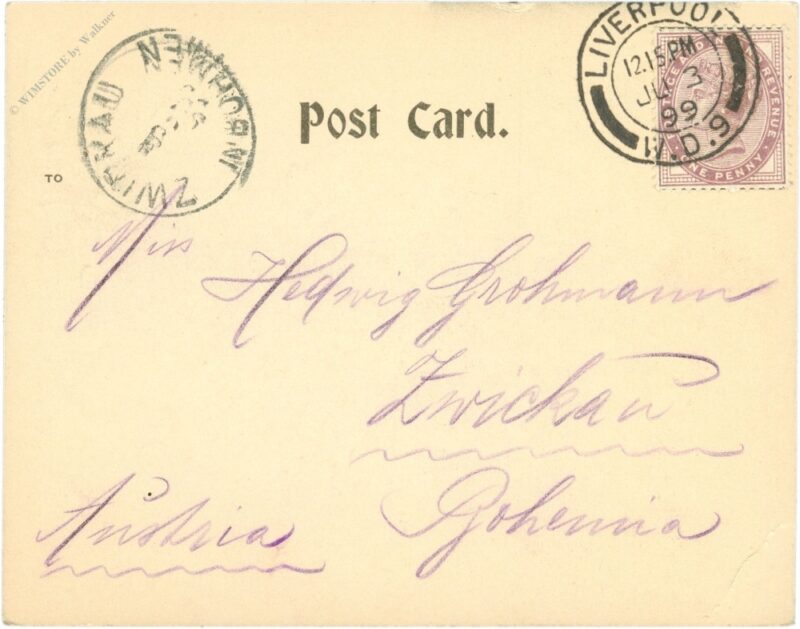 © WIMSTORE by Walkner
LIVERPOOL
12.15 PM
JU 3
99
W.D.9
REVENUE
ONE PENNY
BÖHMEN
Post Card.
TO
Miss
Hedwig Grohmann
Zwickau
Bohemia
Austria